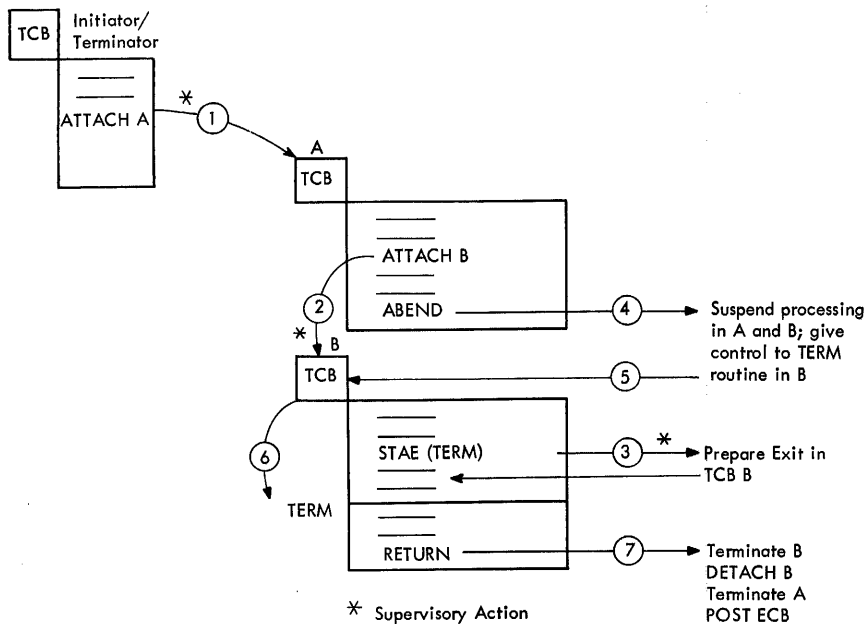 TCB
Initiator/
Terminator
ATTACH A
*
1
A
TCB
ATTACH B
ABEND
2
*
B
4
Suspend processing
in A and B; give
control to TERM
routine in B
TCB
5
6
STAE (TERM)
3
*
Prepare Exit in
TCB B
TERM
RETURN
7
Terminate B
DETACH B
Terminate A
POST ECB
* Supervisory Action